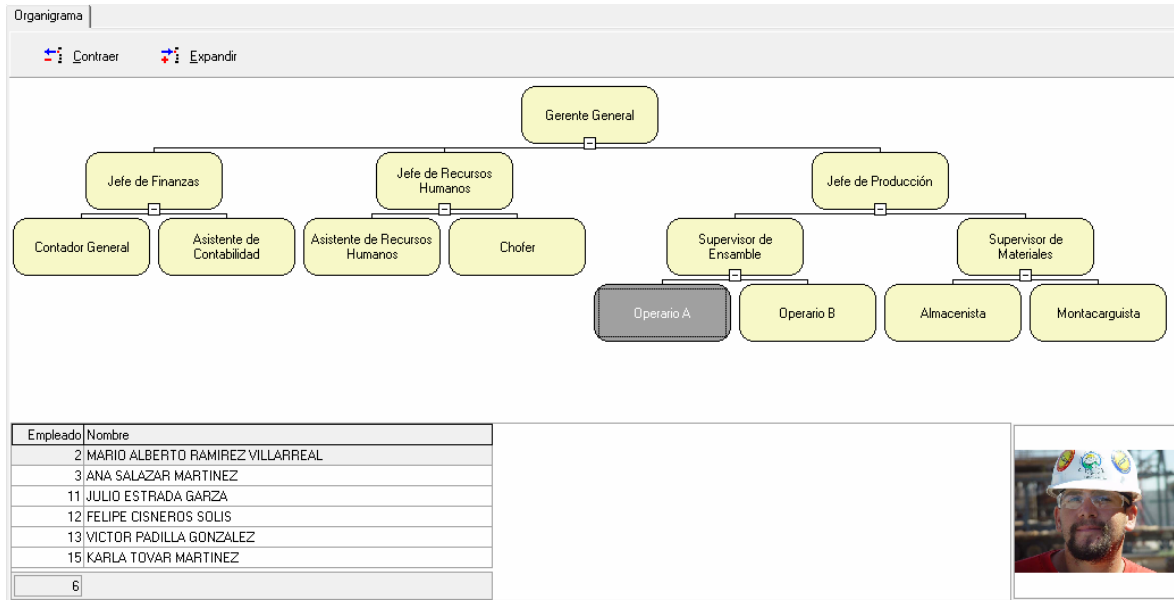 Organigrama
Contraer
Expandir
Gerente General
Jefe de Finanzas
Jefe de Recursos
Humanos
Jefe de Producción
Contador General
Asistente de
Contabilidad
Asistente de Recursos
Humanos
Chofer
Supervisor de
Ensamble
Supervisor de
Materiales
Operario A
Operario B
Almacenista
Montacarguista
Empleado Nombre
2 MARIO ALBERTO RAMIREZ VILLARREAL
3 ANA SALAZAR MARTINEZ
11 JULIO ESTRADA GARZA
12 FELIPE CISNEROS SOLIS
13 VICTOR PADILLA GONZALEZ
15 KARLA TOVAR MARTINEZ
6